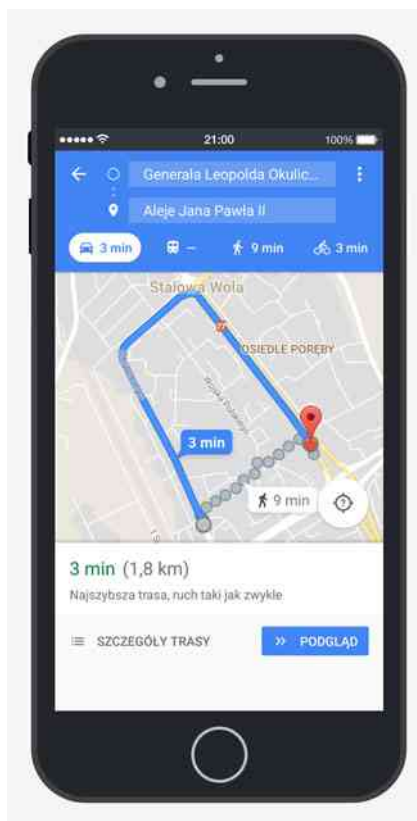 21:00
100%
Generała Leopolda Okulic...
Aleje Jana Pawła II
3 min
–
9 min
3 min
Stalowa Wola
OSIEDLE PORĘBY
Wojska Polskiego
3 min
9 min
3 min (1,8 km)
Najszybsza trasa, ruch taki jak zwykle
SZCZEGÓŁY TRASY
PODGLĄD